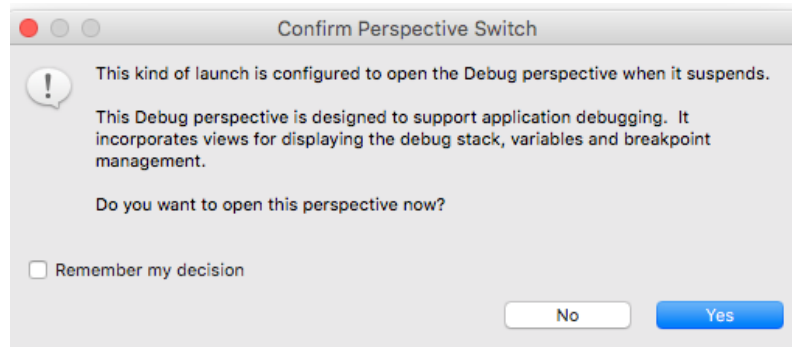 Confirm Perspective Switch
This kind of launch is configured to open the Debug perspective when it suspends.
This Debug perspective is designed to support application debugging.  It
incorporates views for displaying the debug stack, variables and breakpoint
management.
Do you want to open this perspective now?
Remember my decision
No
Yes